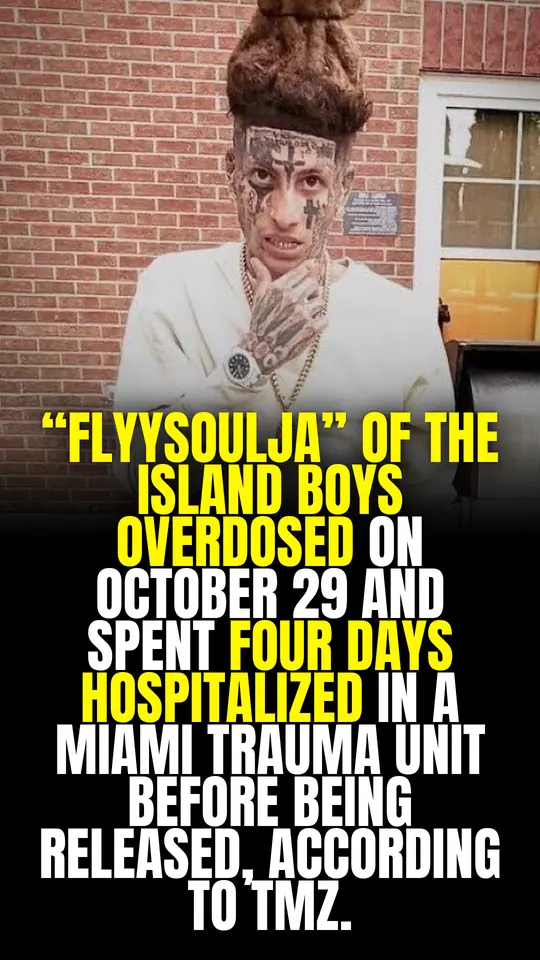 “FLYYSOULJA” OF THE
ISLAND BOYS
OVERDOSED ON
OCTOBER 29 AND
SPENT FOUR DAYS
HOSPITALIZED IN A
MIAMI TRAUMA UNIT
BEFORE BEING
RELEASED, ACCORDING
TO TMZ.